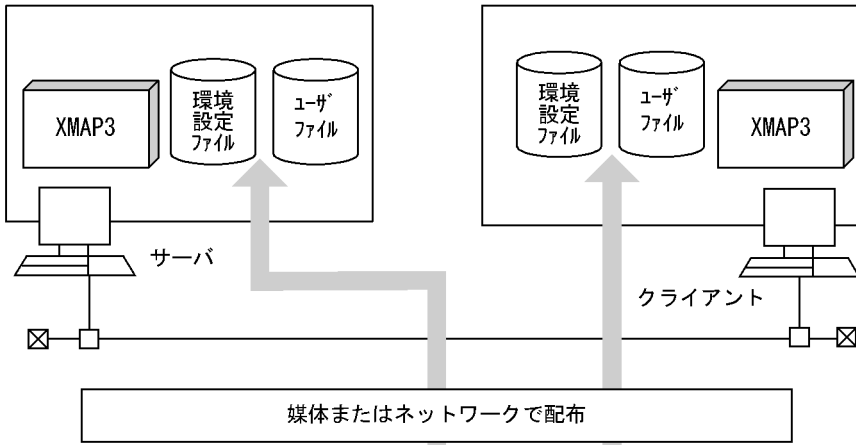 XMAP3
環境
設定
ﾌｧｲﾙ
ﾕｰｻﾞ
ﾌｧｲﾙ
環境
設定
ﾌｧｲﾙ
ﾕｰｻﾞ
ﾌｧｲﾙ
XMAP3
サーバ
クライアント
媒体またはネットワークで配布